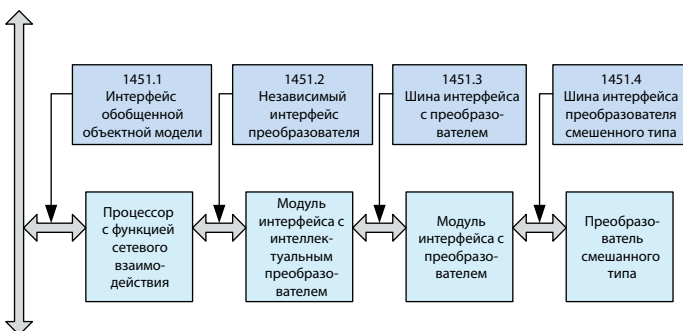 1451.1
Интерфейс
обобщенной
объектной модели
1451.2
Независимый
интерфейс
преобразователя
1451.3
Шина интерфейса
с преобразо-
вателем
1451.4
Шина интерфейса
преобразователя
смешенного типа
Процессор
с функцией
сетевого
взаимо-
действия
Модуль
интерфейса с
интеллек-
туальным
преобразо-
вателем
Модуль
интерфейса с
преобразо-
вателем
Преобразо-
ватель
смешанного
типа